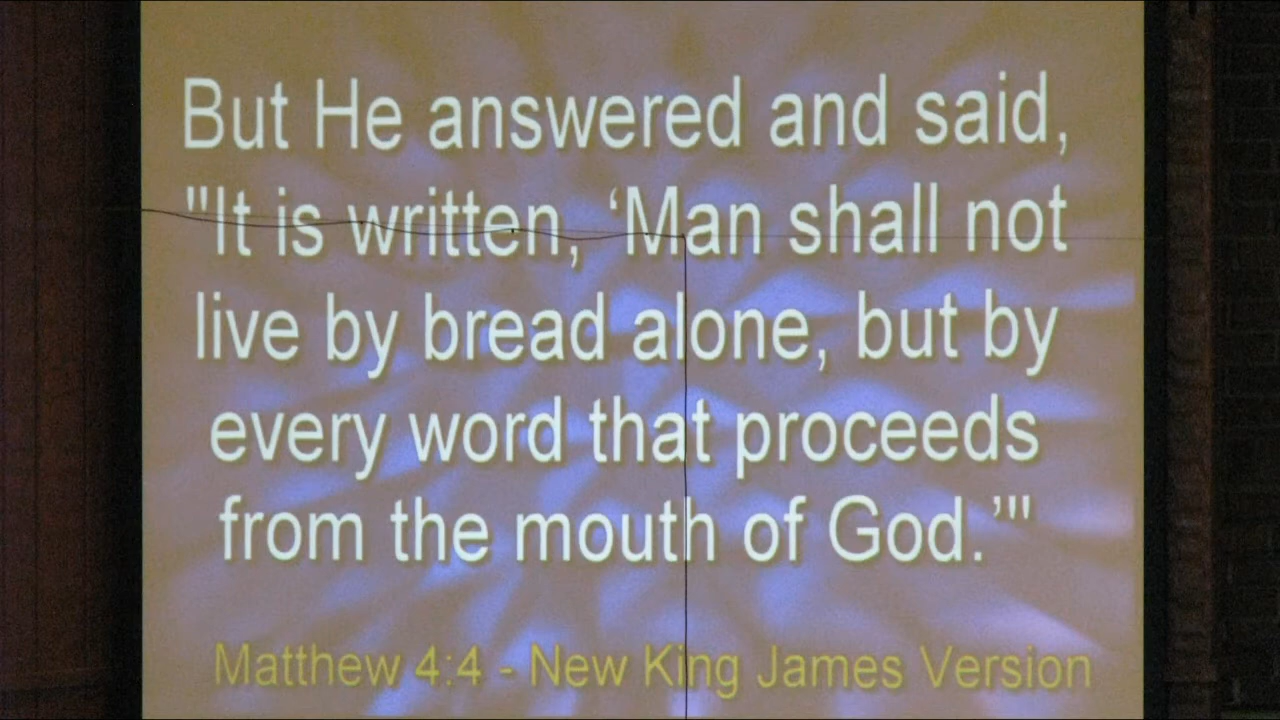 But He answered and said,
"It is written, ‘Man shall not
live by bread alone, but by
every word that proceeds
from the mouth of God.’"
Matthew 4:4 - New King James Version